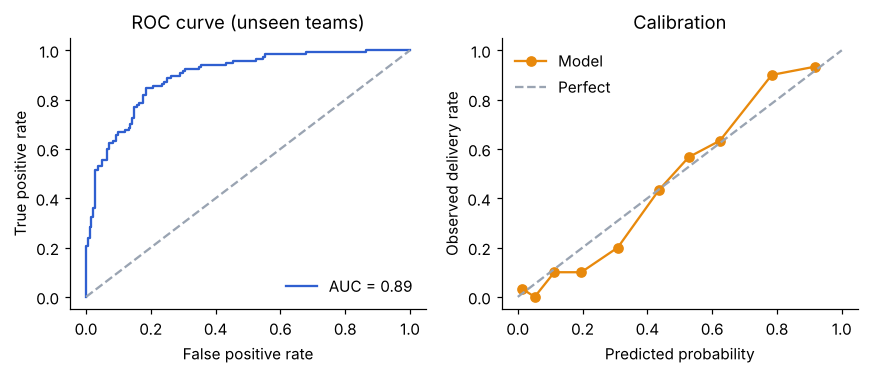 ROC curve (unseen teams)
True positive rate
1.0
0.8
0.6
0.4
0.2
0.0
AUC = 0.89
0.0 0.2 0.4 0.6 0.8 1.0
False positive rate
Calibration
Observed delivery rate
1.0
0.8
0.6
0.4
0.2
0.0
Model
Perfect
0.0 0.2 0.4 0.6 0.8 1.0
Predicted probability